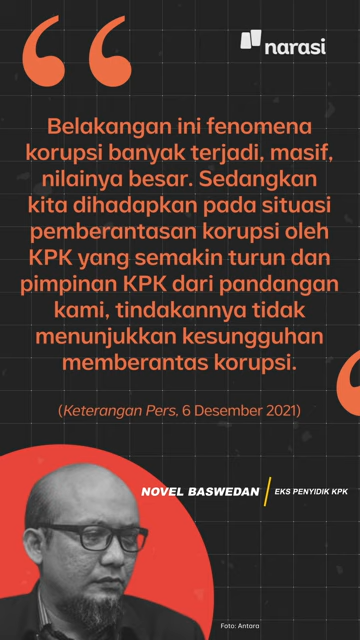 narasi
Belakangan ini fenomena
korupsi banyak terjadi, masif,
nilainya besar. Sedangkan
kita dihadapkan pada situasi
pemberantasan korupsi oleh
KPK yang semakin turun dan
pimpinan KPK dari pandangan
kami, tindakannya tidak
menunjukkan kesungguhan
memberantas korupsi.
(Keterangan Pers, 6 Desember 2021)
NOVEL BASWEDAN / EKS PENYIDIK KPK
Foto: Antara